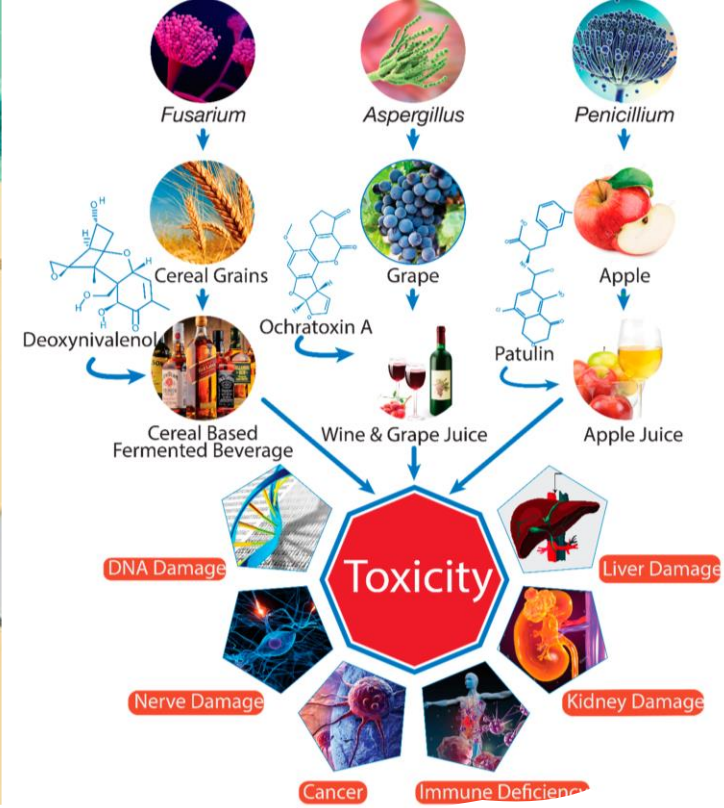 Fusarium
Aspergillus
Penicillium
Cereal Grains
Grape
Apple
Deoxynivalenol
Ochratoxin A
Patulin
Cereal Based
Fermented Beverage
Wine & Grape Juice
Apple Juice
Toxicity
DNA Damage
Liver Damage
Nerve Damage
Kidney Damage
Cancer
Immune Deficiency